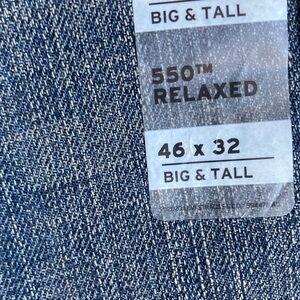 BIG & TALL
550™
RELAXED
46 x 32
BIG & TALL